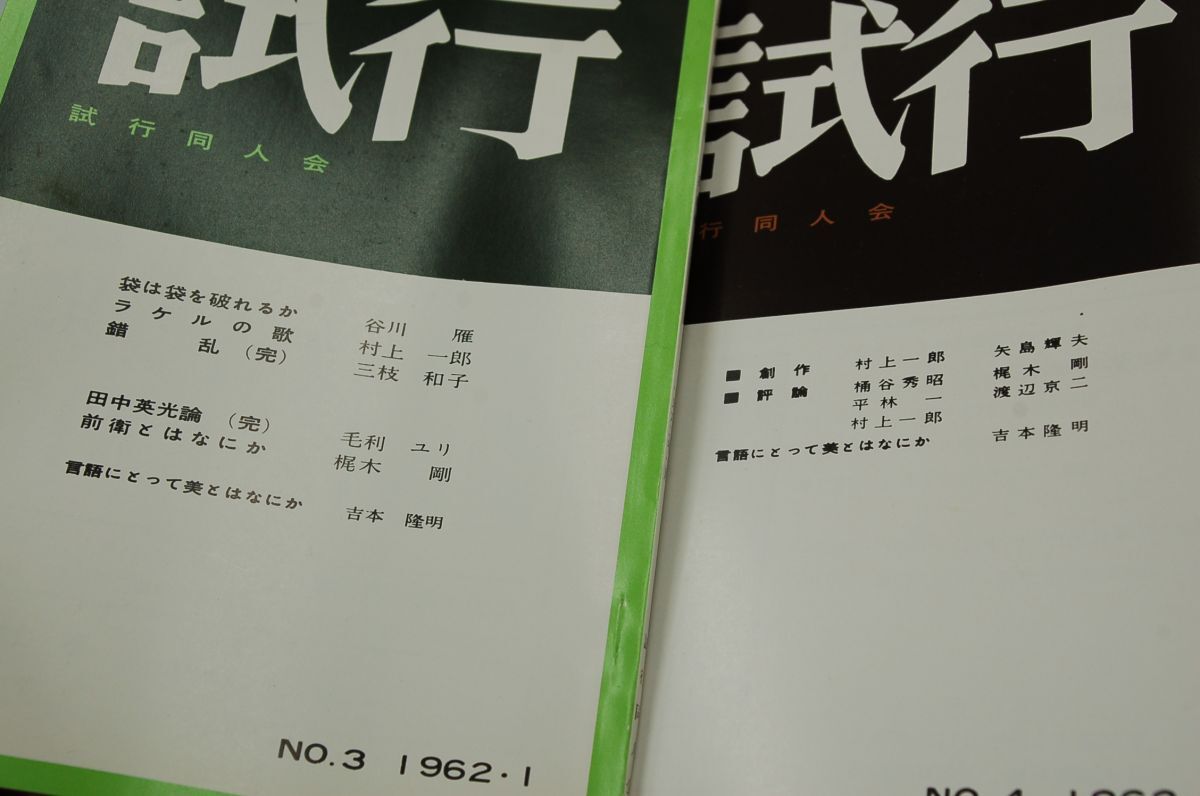 試行
試行同人会
袋は袋を破れるか 谷川 雁
ラケルの歌 村上 一郎
錯乱(完) 三枝 和子
田中英光論(完) 毛利 ユリ
前衛とはなにか 梶木 剛
言語にとって美とはなにか 吉本 隆明
NO.3 1962・1
試行
行同人会
■ 創作 村上一郎 矢島輝夫
■ 評論 桶谷秀昭 梶木 剛
平林 一 渡辺京二
村上一郎
言語にとって美とはなにか 吉本隆明
NO.4 1962